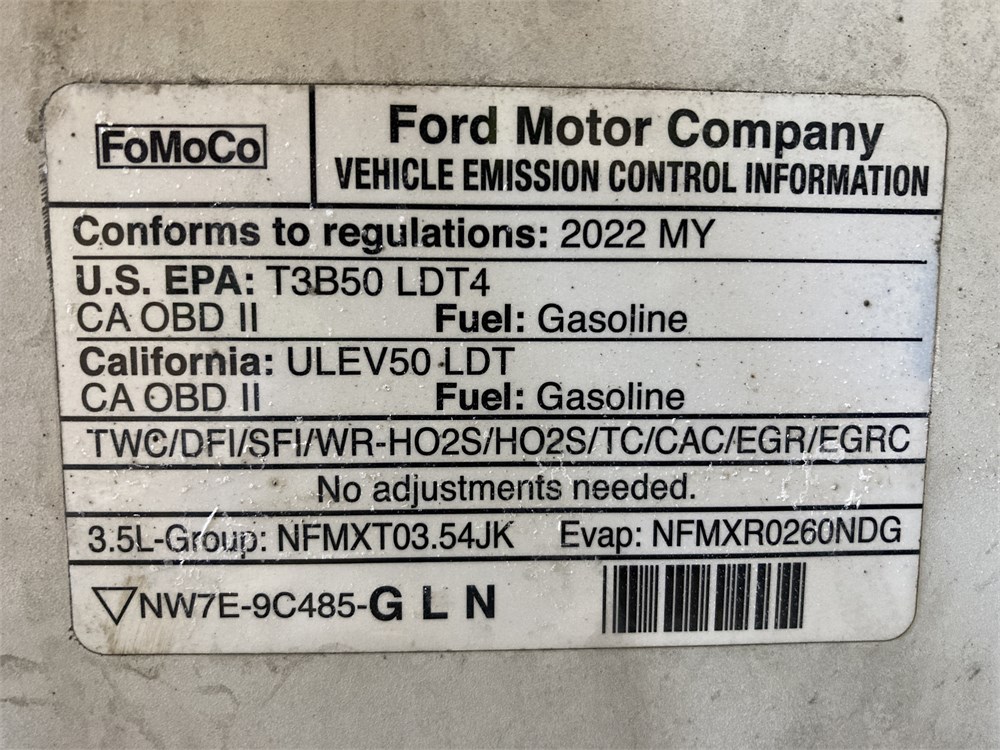 FoMoCo
Ford Motor Company
VEHICLE EMISSION CONTROL INFORMATION
Conforms to regulations: 2022 MY
U.S. EPA: T3B50 LDT4
CA OBD II Fuel: Gasoline
California: ULEV50 LDT
CA OBD II Fuel: Gasoline
TWC/DFI/SFI/WR-HO2S/HO2S/TC/CAC/EGR/EGRC
No adjustments needed.
3.5L-Group: NFMXT03.54JK Evap: NFMXR0260NDG
NW7E-9C485-G L N